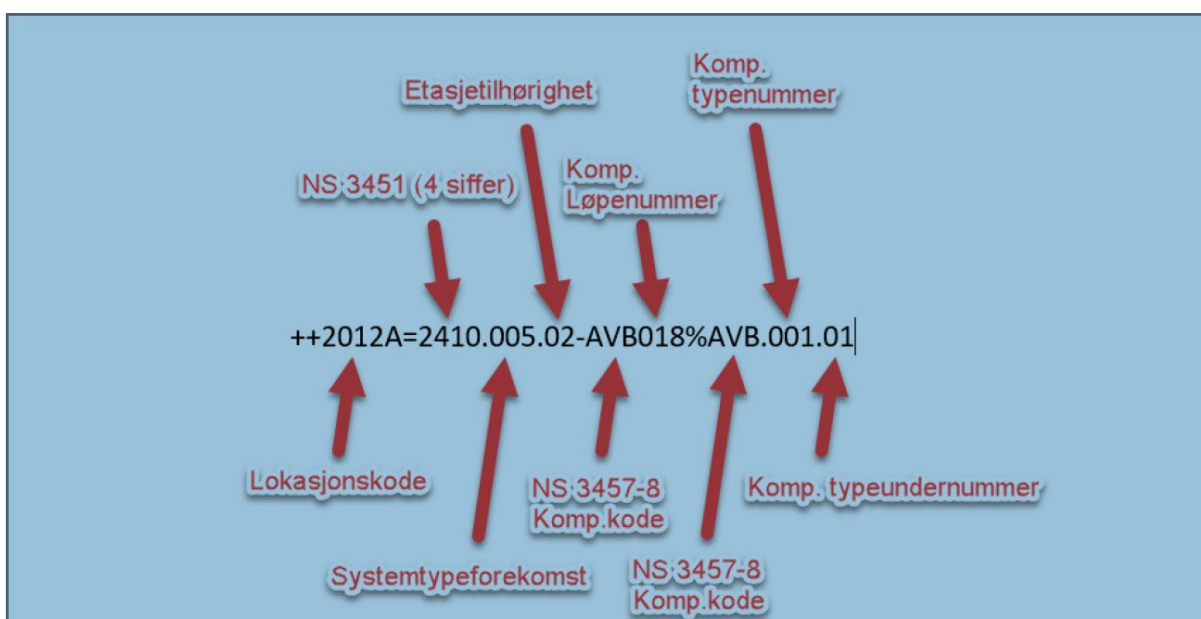 Komp.
typenummer
Etasjetilhørighet
Komp.
Løpenummer
NS 3451 (4 siffer)
++2012A=2410.005.02-AVB018%AVB.001.01
Lokasjonskode
NS 3457-8
Komp.kode
Komp. typeundernummer
Systemtypeforekomst
NS 3457-8
Komp.kode